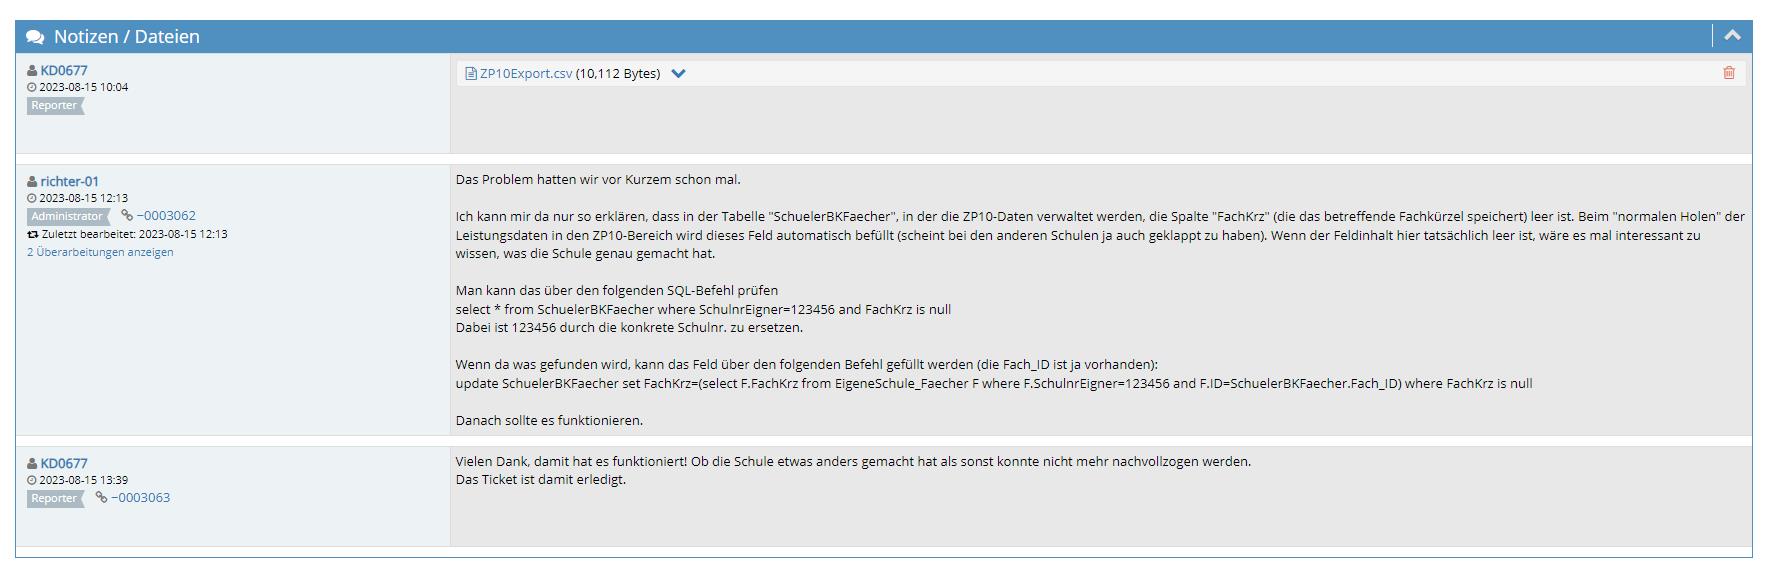 Notizen / Dateien
KD0677
2023-08-15 10:04
Reporter
ZP10Export.csv (10,112 Bytes)
richter-01
2023-08-15 12:13
Administrator ~0003062
Zuletzt bearbeitet: 2023-08-15 12:13
2 Überarbeitungen anzeigen
Das Problem hatten wir vor Kurzem schon mal.
Ich kann mir da nur so erklären, dass in der Tabelle "SchuelerBKFaecher", in der die ZP10-Daten verwaltet werden, die Spalte "FachKrz" (die das betreffende Fachkürzel speichert) leer ist. Beim "normalen Holen" der
Leistungsdaten in den ZP10-Bereich wird dieses Feld automatisch befüllt (scheint bei den anderen Schulen ja auch geklappt zu haben). Wenn der Feldinhalt hier tatsächlich leer ist, wäre es mal interessant zu
wissen, was die Schule genau gemacht hat.
Man kann das über den folgenden SQL-Befehl prüfen
select * from SchuelerBKFaecher where SchulnrEigner=123456 and FachKrz is null
Dabei ist 123456 durch die konkrete Schulnr. zu ersetzen.
Wenn da was gefunden wird, kann das Feld über den folgenden Befehl gefüllt werden (die Fach_ID ist ja vorhanden):
update SchuelerBKFaecher set FachKrz=(select F.FachKrz from EigeneSchule_Faecher F where F.SchulnrEigner=123456 and F.ID=SchuelerBKFaecher.Fach_ID) where FachKrz is null
Danach sollte es funktionieren.
KD0677
2023-08-15 13:39
Reporter ~0003063
Vielen Dank, damit hat es funktioniert! Ob die Schule etwas anders gemacht hat als sonst konnte nicht mehr nachvollzogen werden.
Das Ticket ist damit erledigt.